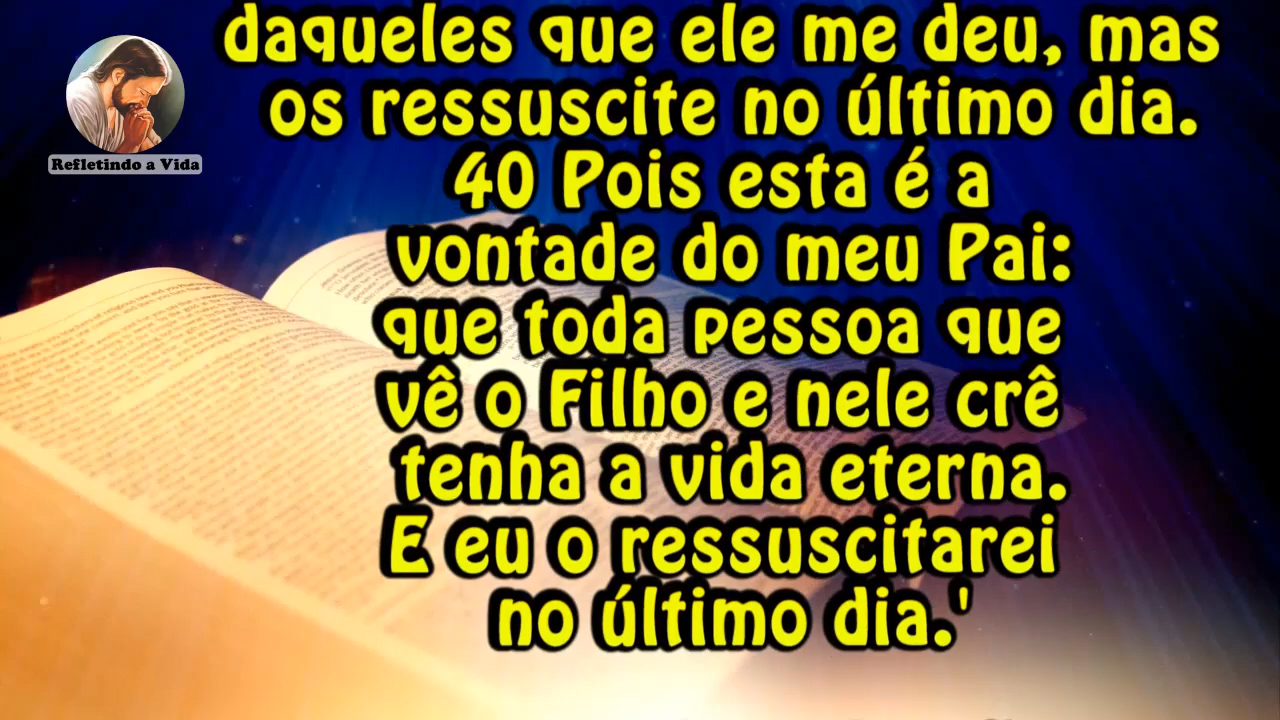 daqueles que ele me deu, mas
os ressuscite no último dia.
Refletindo a Vida
40 Pois esta é a
vontade do meu Pai:
que toda pessoa que
vê o Filho e nele crê
tenha a vida eterna.
E eu o ressuscitarei
no último dia.'